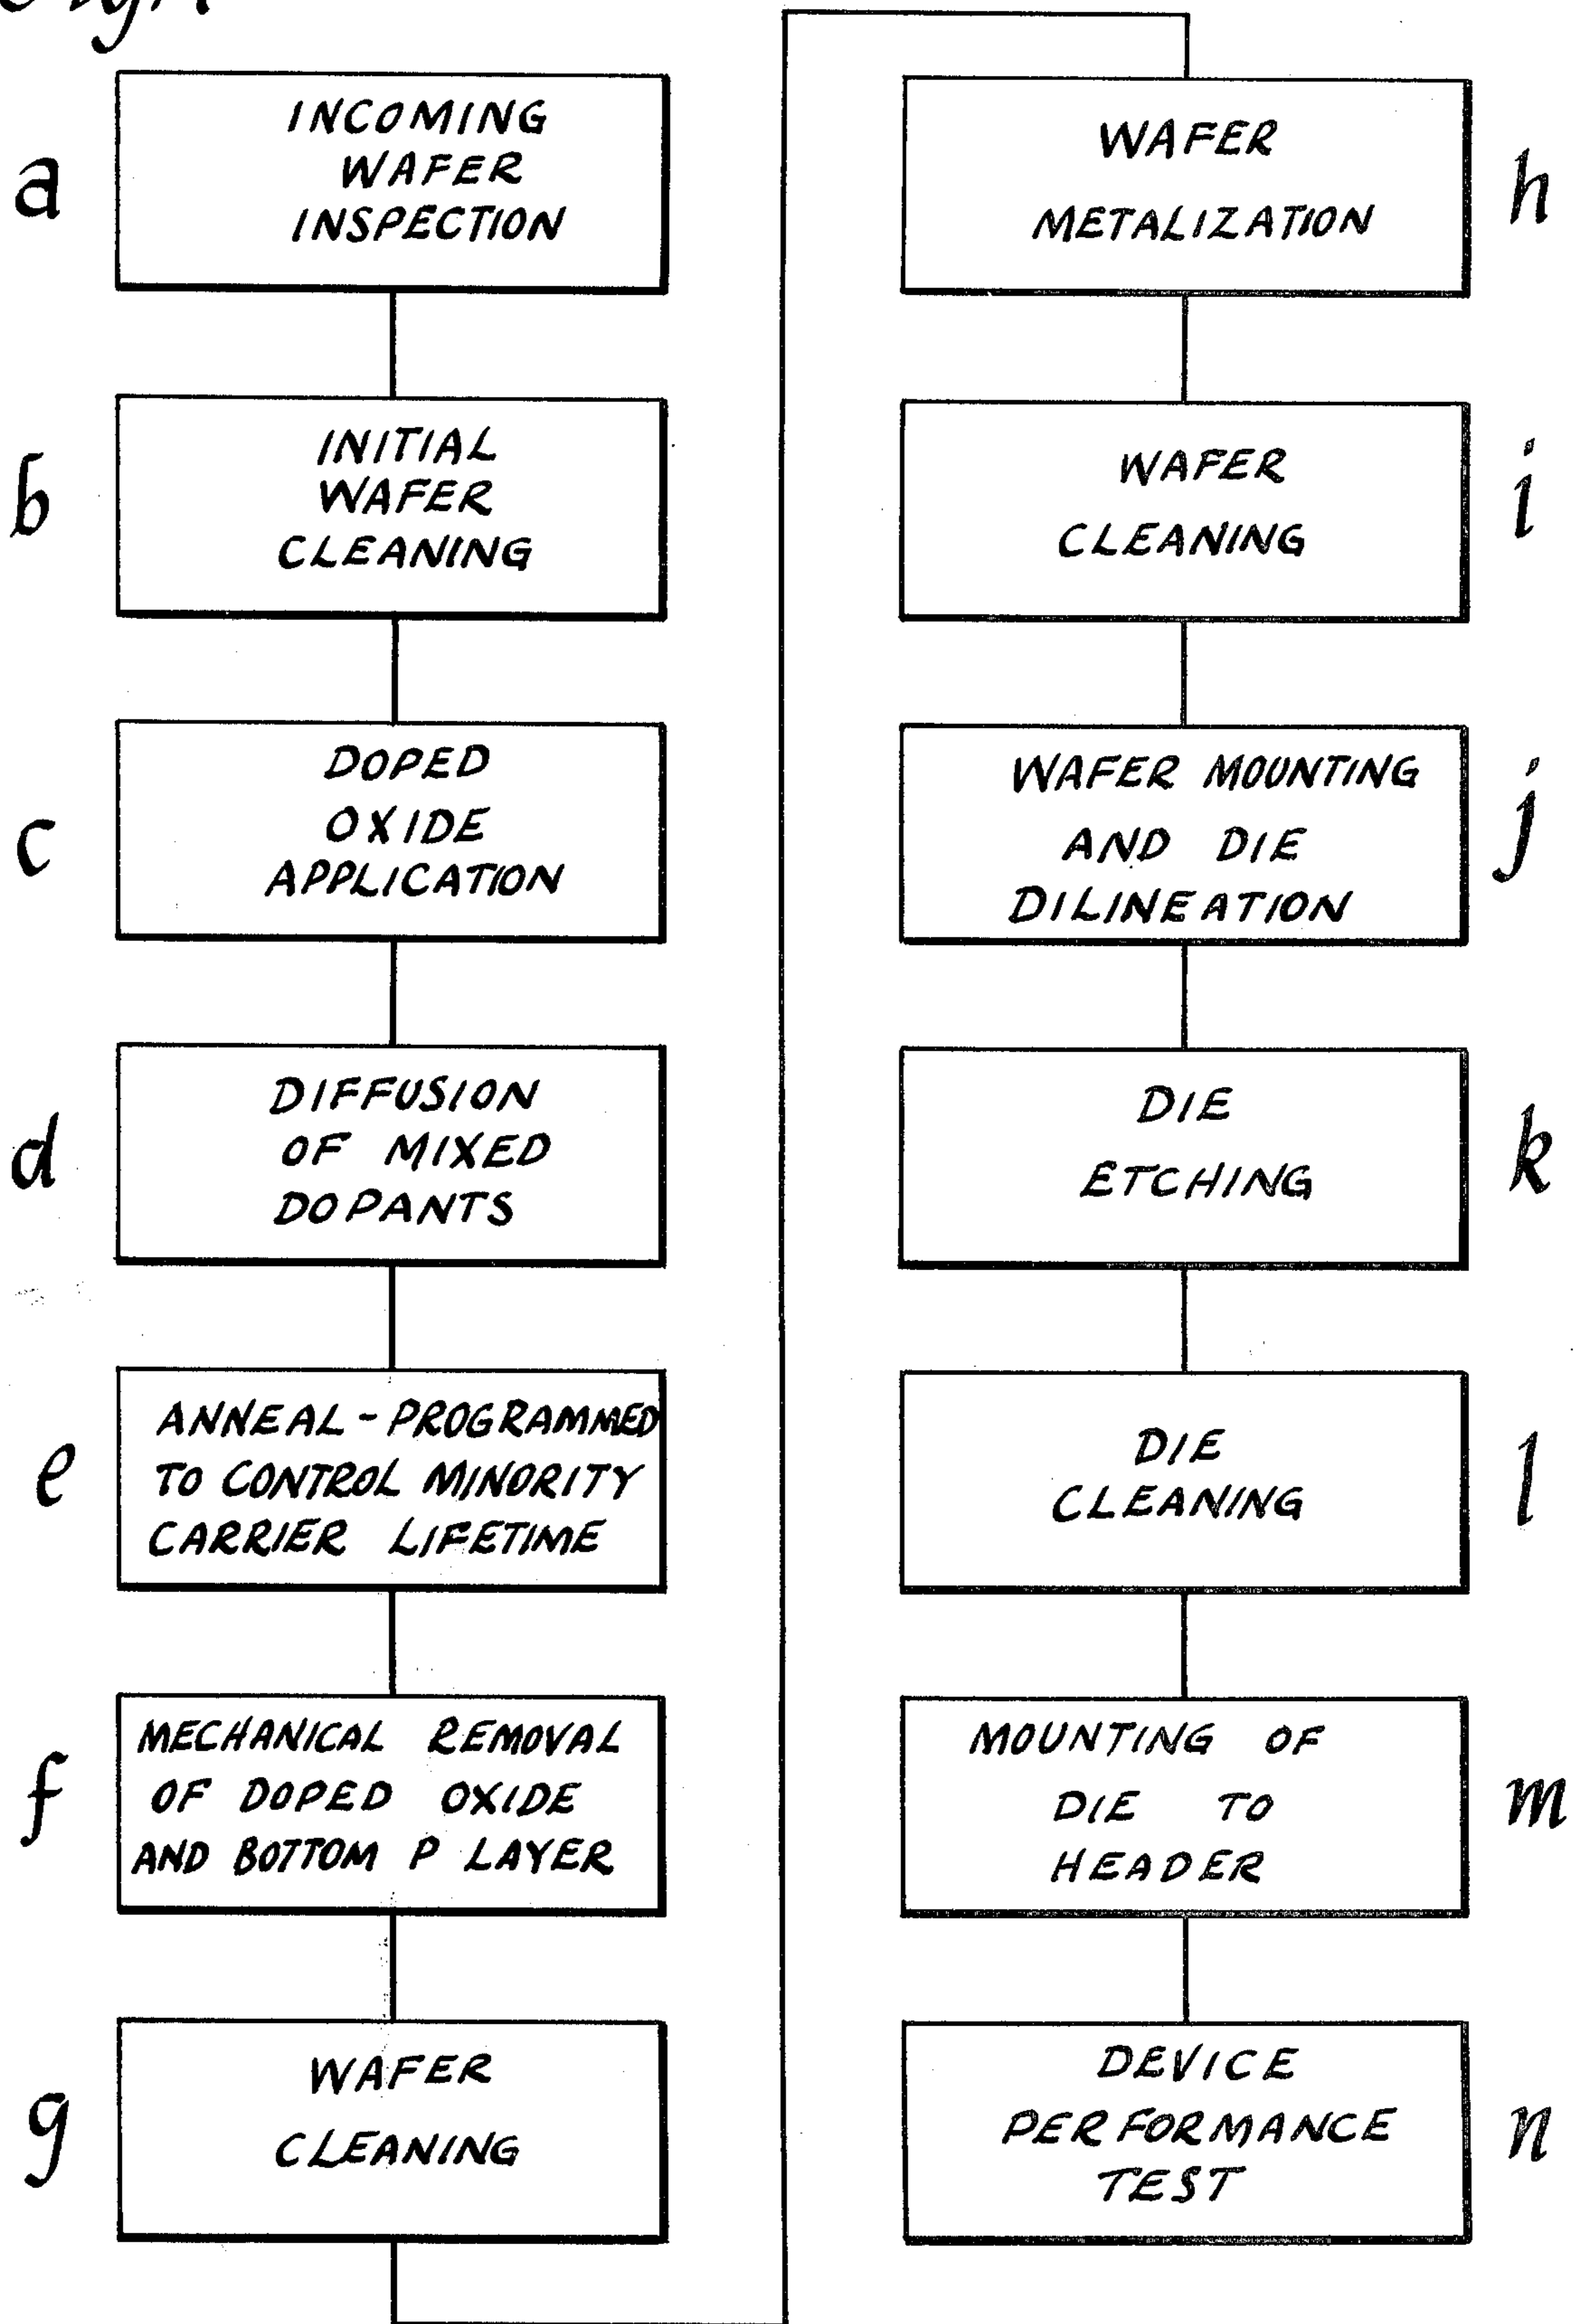 a
INCOMING
WAFER
INSPECTION
b
INITIAL
WAFER
CLEANING
c
DOPED
OXIDE
APPLICATION
d
DIFFUSION
OF MIXED
DOPANTS
e
ANNEAL-PROGRAMMED
TO CONTROL MINORITY
CARRIER LIFETIME
f
MECHANICAL REMOVAL
OF DOPED OXIDE
AND BOTTOM P LAYER
g
WAFER
CLEANING
h
WAFER
METALIZATION
i
WAFER
CLEANING
j
WAFER MOUNTING
AND DIE
DILINEATION
k
DIE
ETCHING
l
DIE
CLEANING
m
MOUNTING OF
DIE TO
HEADER
n
DEVICE
PERFORMANCE
TEST